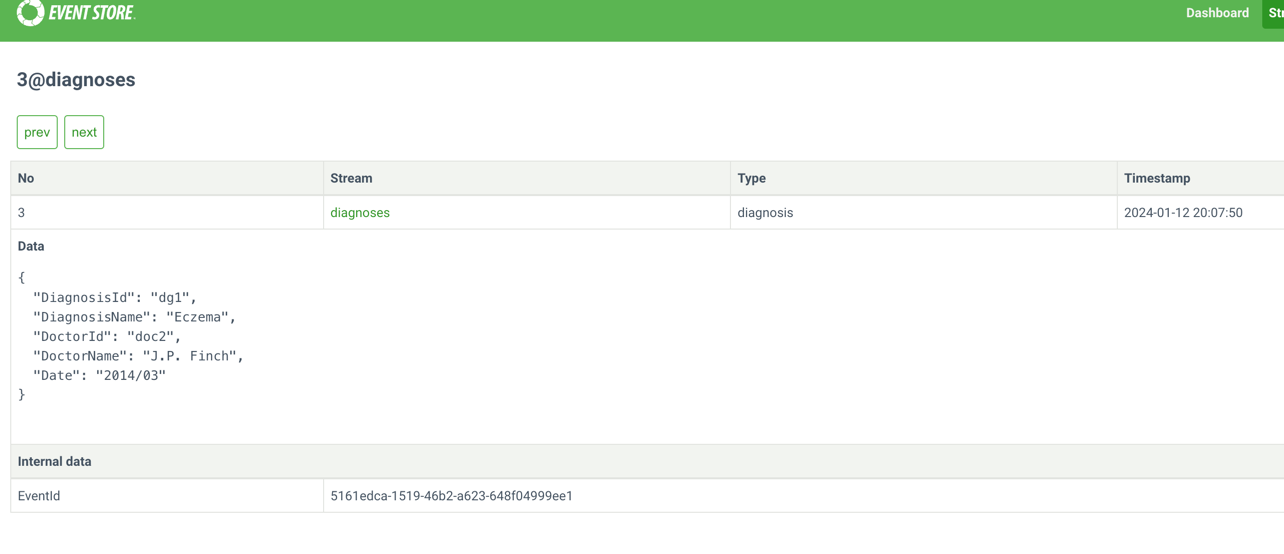 EVENT STORE
Dashboard
3@diagnoses
prev next
No Stream Type Timestamp
3 diagnoses diagnosis 2024-01-12 20:07:50
Data
{
"DiagnosisId": "dg1",
"DiagnosisName": "Eczema",
"DoctorId": "doc2",
"DoctorName": "J.P. Finch",
"Date": "2014/03"
}
Internal data
EventId 5161edca-1519-46b2-a623-648f04999ee1